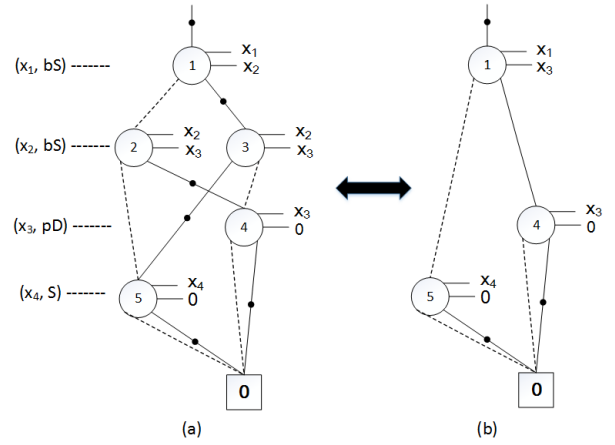 x₁
(x₁, bS) ------- 1 x₂
x₁
1 x₃
(x₂, bS) -------
x₂
2 x₃
x₂
3 x₃
(x₃, pD) -------
x₃
4 0
x₃
4 0
(x₄, S) -------
x₄
5 0
x₄
5 0
0
0
(a)
(b)